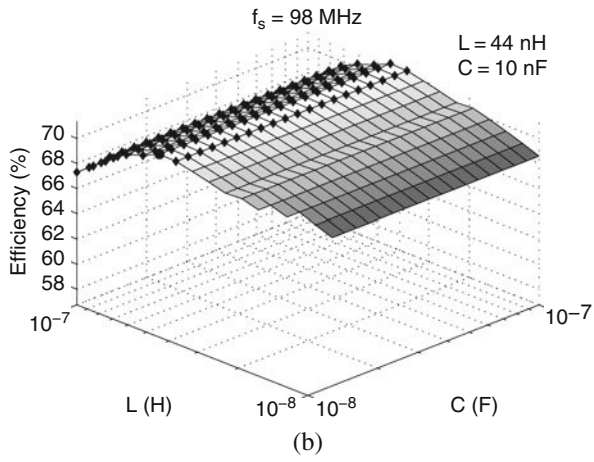 fₛ = 98 MHz
L = 44 nH
C = 10 nF
Efficiency (%)
70
68
66
64
62
60
58
10⁻⁷
10⁻⁸
10⁻⁸
10⁻⁷
L (H)
C (F)
(b)